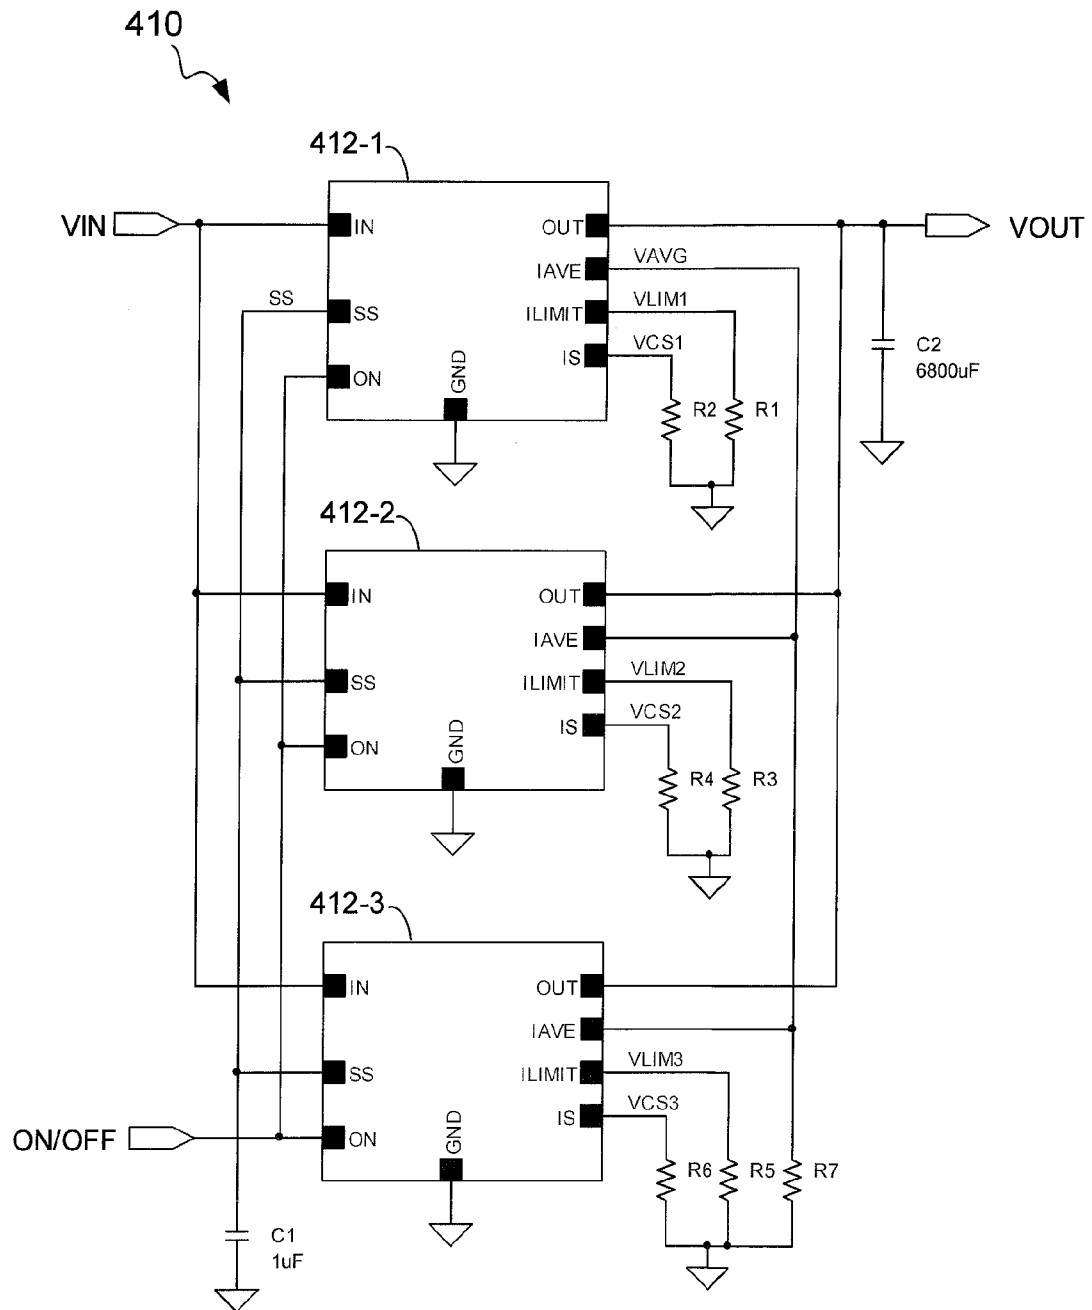 410
412-1
VIN
IN
OUT
VOUT
IAVE
VAVG
SS
SS
ILIMIT
VLIM1
IS
VCS1
ON
GND
C2
6800uF
R2
R1
412-2
IN
OUT
IAVE
SS
ILIMIT
VLIM2
IS
VCS2
ON
GND
R4
R3
412-3
IN
OUT
IAVE
SS
ILIMIT
VLIM3
IS
VCS3
ON/OFF
ON
GND
R6
R5
R7
C1
1uF